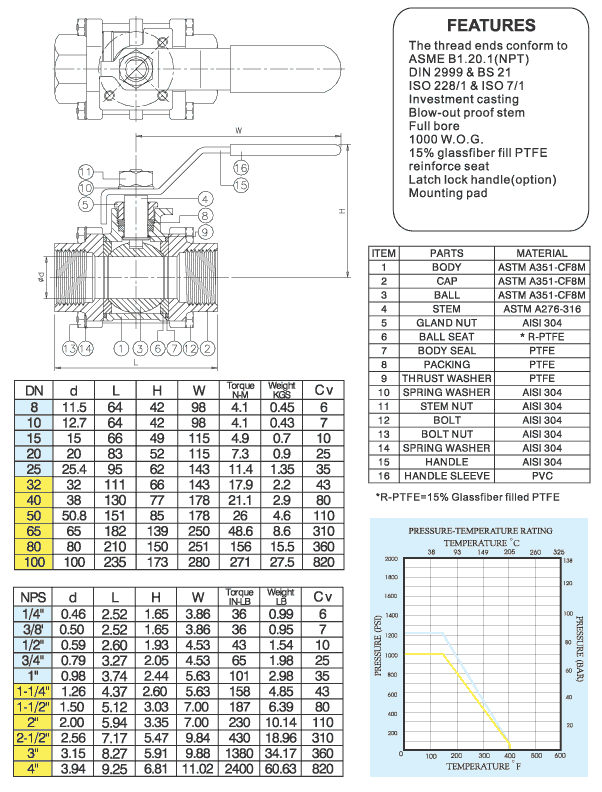 FEATURES
The thread ends conform to
ASME B1.20.1(NPT)
DIN 2999 & BS 21
ISO 228/1 & ISO 7/1
Investment casting
Blow-out proof stem
Full bore
1000 W.O.G.
15% glassfiber fill PTFE
reinforce seat
Latch lock handle(option)
Mounting pad
W
11
10
5
16
15
4
8
9
H
Ød
13 14 1 3 6 7 12 2
L
ITEM PARTS MATERIAL
1 BODY ASTM A351-CF8M
2 CAP ASTM A351-CF8M
3 BALL ASTM A351-CF8M
4 STEM ASTM A276-316
5 GLAND NUT AISI 304
6 BALL SEAT * R-PTFE
7 BODY SEAL PTFE
8 PACKING PTFE
9 THRUST WASHER PTFE
10 SPRING WASHER AISI 304
11 STEM NUT AISI 304
12 BOLT AISI 304
13 BOLT NUT AISI 304
14 SPRING WASHER AISI 304
15 HANDLE AISI 304
16 HANDLE SLEEVE PVC
*R-PTFE=15% Glassfiber filled PTFE
DN d L H W Torque N-M Weight KGS Cv
8 11.5 64 42 98 4.1 0.45 6
10 12.7 64 42 98 4.1 0.43 7
15 15 66 49 115 4.9 0.7 10
20 20 83 52 115 7.3 0.9 25
25 25.4 95 62 143 11.4 1.35 35
32 32 111 66 143 17.9 2.2 43
40 38 130 77 178 21.1 2.9 80
50 50.8 151 85 178 26 4.6 110
65 65 182 139 250 48.6 8.6 310
80 80 210 150 251 156 15.5 360
100 100 235 173 280 271 27.5 820
NPS d L H W Torque IN-LB Weight LB Cv
1/4" 0.46 2.52 1.65 3.86 36 0.99 6
3/8' 0.50 2.52 1.65 3.86 36 0.95 7
1/2" 0.59 2.60 1.93 4.53 43 1.54 10
3/4" 0.79 3.27 2.05 4.53 65 1.98 25
1" 0.98 3.74 2.44 5.63 101 2.98 35
1-1/4" 1.26 4.37 2.60 5.63 158 4.85 43
1-1/2" 1.50 5.12 3.03 7.00 187 6.39 80
2" 2.00 5.94 3.35 7.00 230 10.14 110
2-1/2" 2.56 7.17 5.47 9.84 430 18.96 310
3" 3.15 8.27 5.91 9.88 1380 34.17 360
4" 3.94 9.25 6.81 11.02 2400 60.63 820
PRESSURE-TEMPERATURE RATING
TEMPERATURE °C
38 93 149 205 260 325
PRESSURE (PSI)
2000
1800
1600
1400
1200
1000
800
600
400
200
PRESSURE (BAR)
138
120
100
80
60
40
20
0 100 200 300 400 500 600
TEMPERATURE °F